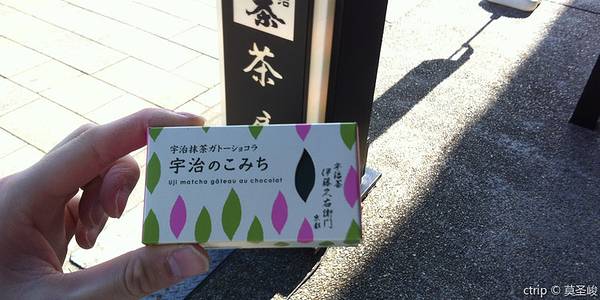 治
茶
茶
宇治抹茶ガトーショコラ
宇治のこみち
Uji matcha gâteau au chocolat
宇治茶
伊藤久右衛門
京都
ctrip © 莫圣峻